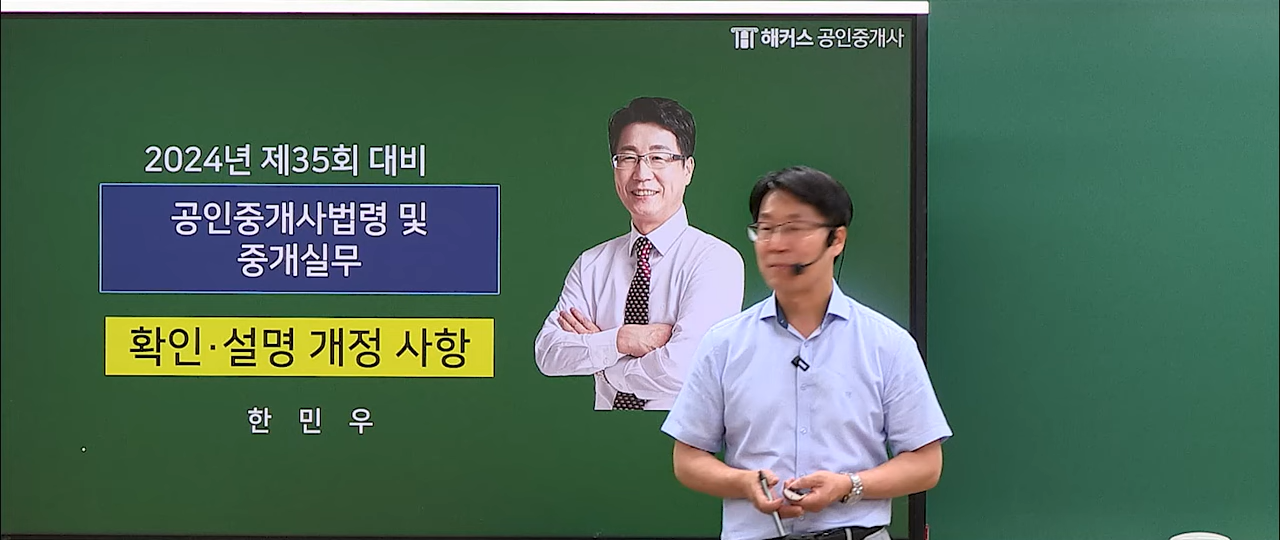 해커스 공인중개사
2024년 제35회 대비
공인중개사법령 및
중개실무
확인·설명 개정 사항
한 민 우